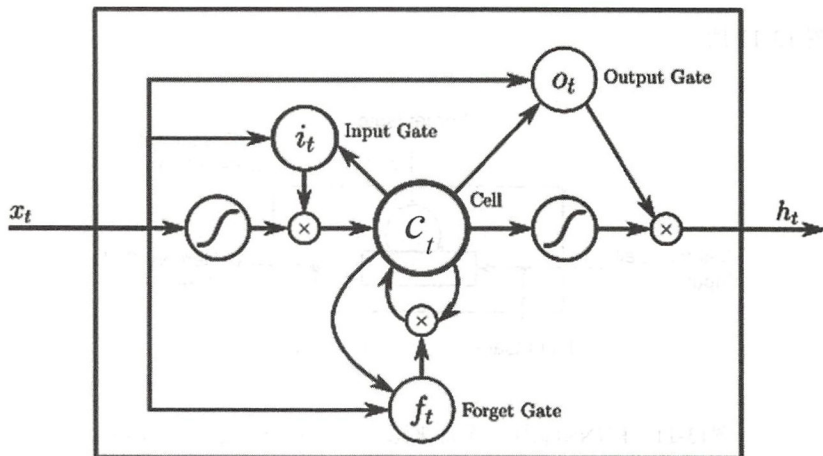 o_t Output Gate
i_t Input Gate
x_t
×
C_t
Cell
×
h_t
×
f_t Forget Gate